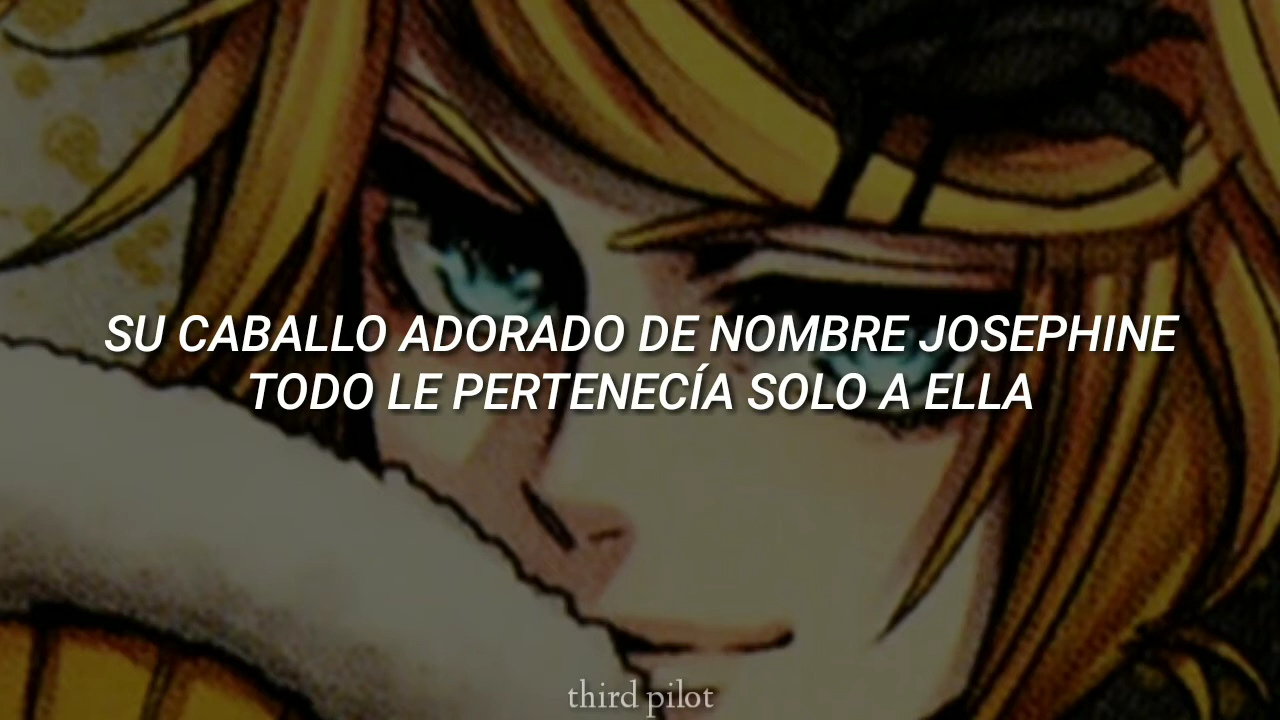 SU CABALLO ADORADO DE NOMBRE JOSEPHINE
TODO LE PERTENECÍA SOLO A ELLA
third pilot